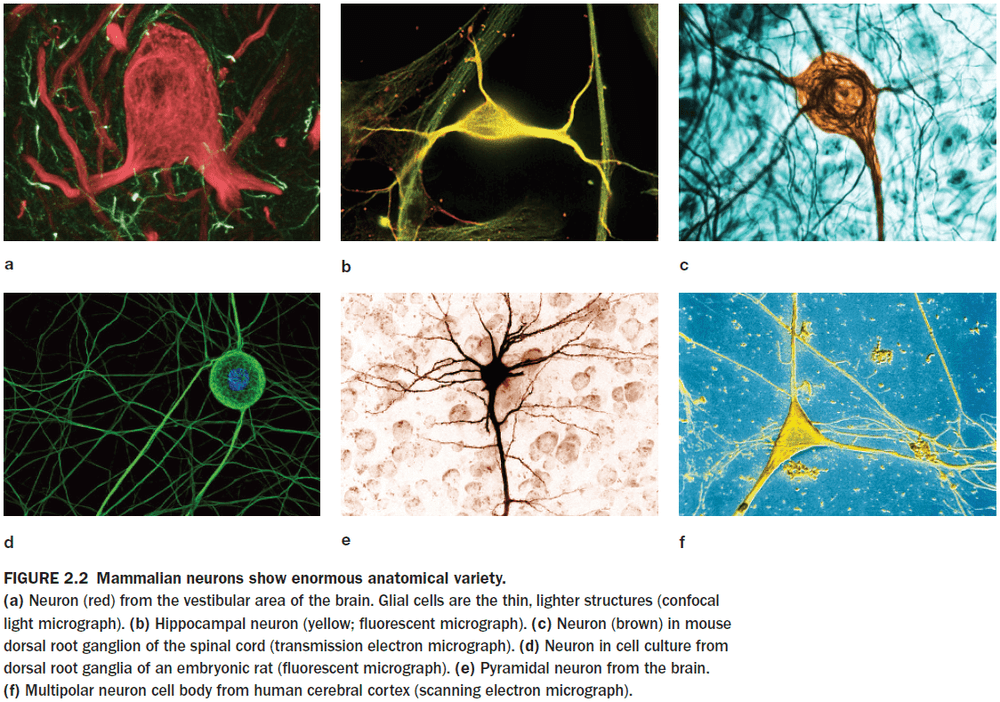 a
b
c
d
e
f
FIGURE 2.2 Mammalian neurons show enormous anatomical variety.
(a) Neuron (red) from the vestibular area of the brain. Glial cells are the thin, lighter structures (confocal
light micrograph). (b) Hippocampal neuron (yellow; fluorescent micrograph). (c) Neuron (brown) in mouse
dorsal root ganglion of the spinal cord (transmission electron micrograph). (d) Neuron in cell culture from
dorsal root ganglia of an embryonic rat (fluorescent micrograph). (e) Pyramidal neuron from the brain.
(f) Multipolar neuron cell body from human cerebral cortex (scanning electron micrograph).